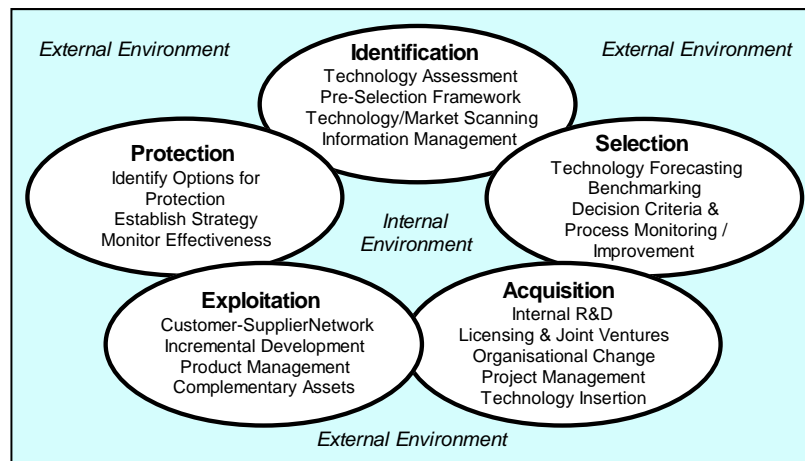 External Environment
External Environment
Identification
Technology Assessment
Pre-Selection Framework
Technology/Market Scanning
Information Management
Protection
Identify Options for
Protection
Establish Strategy
Monitor Effectiveness
Selection
Technology Forecasting
Benchmarking
Decision Criteria &
Process Monitoring /
Improvement
Internal
Environment
Exploitation
Customer-SupplierNetwork
Incremental Development
Product Management
Complementary Assets
Acquisition
Internal R&D
Licensing & Joint Ventures
Organisational Change
Project Management
Technology Insertion
External Environment